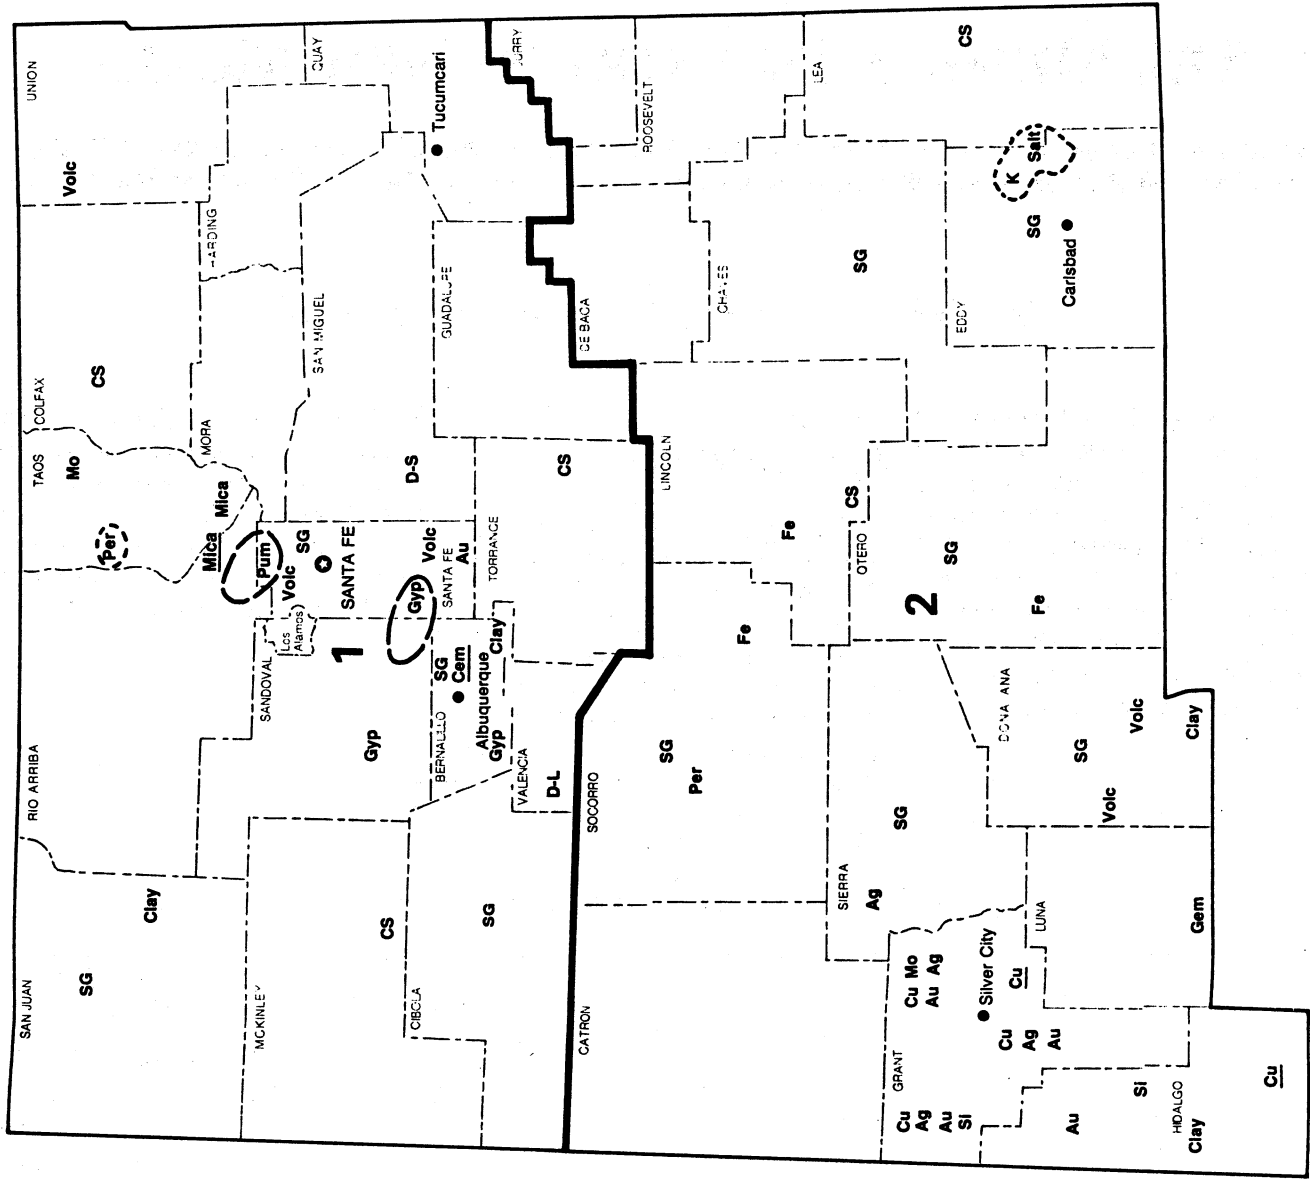 SAN JUAN
SG
Clay
RIO ARRIBA
Mica
Pum
TAOS
Per
Mo
Mica
COLFAX
CS
UNION
Volc
MORA
HARDING
MCKINLEY
CS
SANDOVAL
Gyp
Los
Alamos
1
Volc
SG
SANTA FE
Gyp
Volc
SANTA FE
Au
SAN MIGUEL
D-S
QUAY
Tucumcari
CIBOLA
SG
BERNALILLO
SG
Cem
Albuquerque
Gyp
Clay
VALENCIA
D-L
TORRANCE
CS
GUADALUPE
CURRY
DE BACA
ROOSEVELT
CATRON
SOCORRO
SG
Per
LINCOLN
Fe
Fe
CS
CHAVES
SG
LEA
CS
SIERRA
Ag
SG
OTERO
2
SG
Fe
EDDY
SG
K
Salt
Carlsbad
GRANT
Cu
Ag
Au
Si
Cu Mo
Au Ag
Silver City
Cu
Cu
Ag
Au
LUNA
Gem
DONA ANA
SG
Volc
Volc
Clay
Au
Si
HIDALGO
Clay
Cu